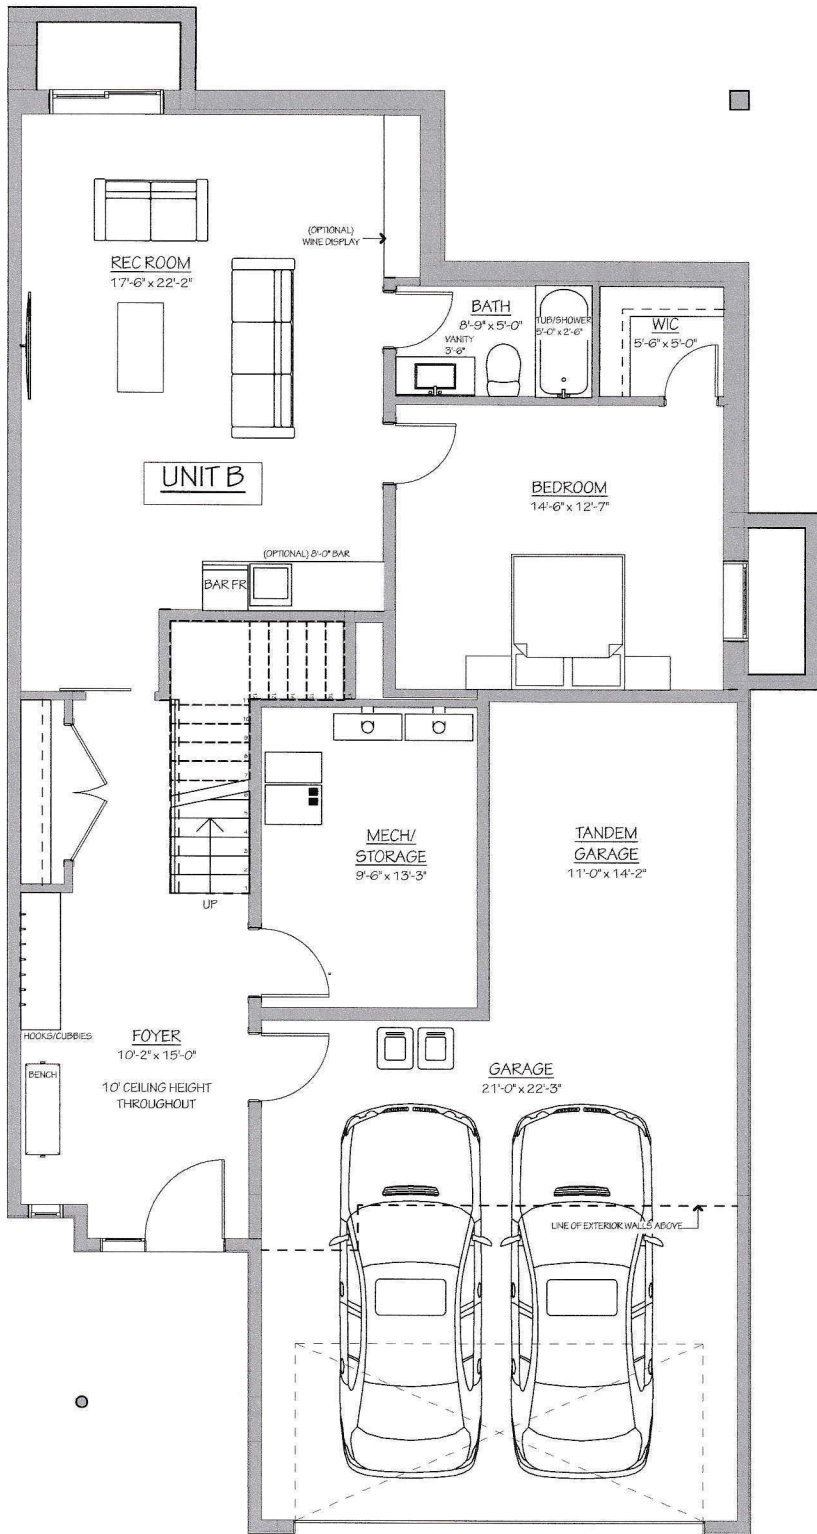 (OPTIONAL)
WINE DISPLAY
REC ROOM
17'-6" x 22'-2"
BATH
8'-9" x 5'-0"
VANITY
3'-6"
TUB/SHOWER
5'-0" x 2'-6"
WIC
5'-6" x 5'-0"
UNIT B
BEDROOM
14'-6" x 12'-7"
(OPTIONAL) 8'-0" BAR
BAR FR
MECH/
STORAGE
9'-6" x 13'-3"
TANDEM
GARAGE
11'-0" x 14'-2"
UP
HOOKS/CUBBIES
FOYER
10'-2" x 15'-0"
BENCH
10' CEILING HEIGHT
THROUGHOUT
GARAGE
21'-0" x 22'-3"
LINE OF EXTERIOR WALLS ABOVE